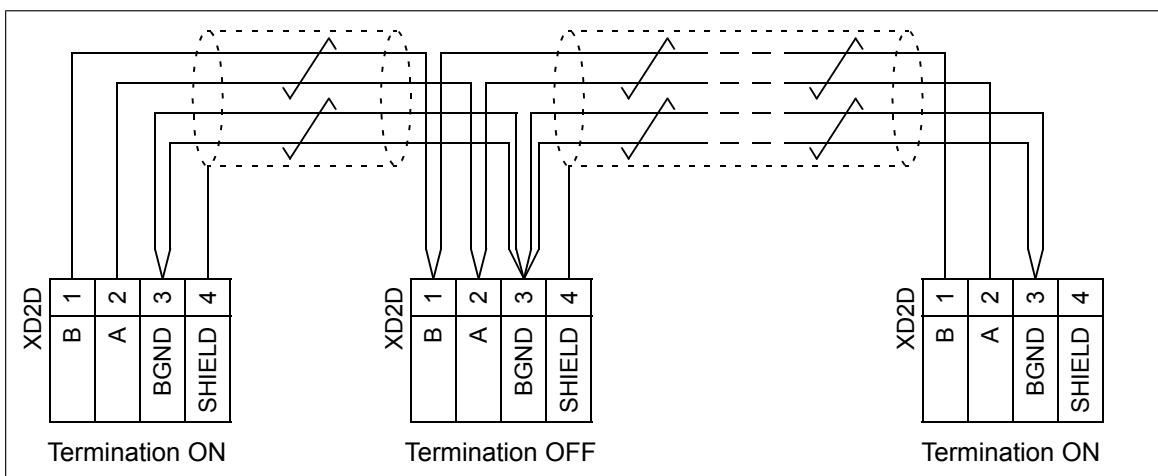 XD2D
1 2 3 4
B A BGND SHIELD
Termination ON
XD2D
1 2 3 4
B A BGND SHIELD
Termination OFF
XD2D
1 2 3 4
B A BGND SHIELD
Termination ON